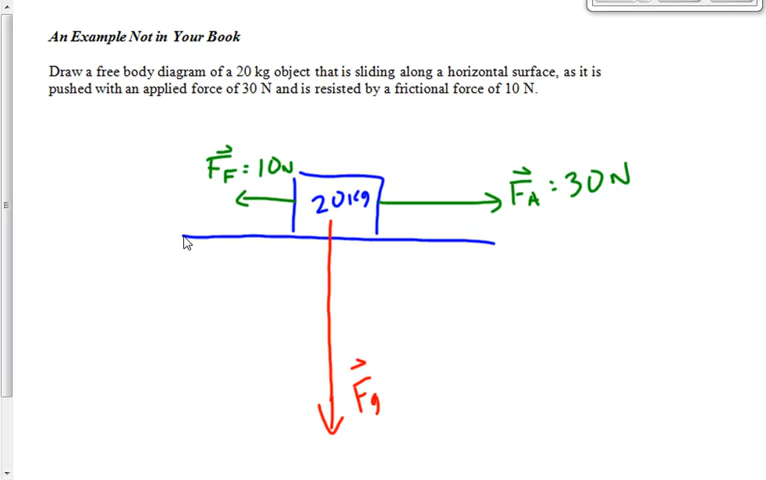 An Example Not in Your Book
Draw a free body diagram of a 20 kg object that is sliding along a horizontal surface, as it is
pushed with an applied force of 30 N and is resisted by a frictional force of 10 N.
F⃗F = 10N
20kg
F⃗A = 30N
F⃗g